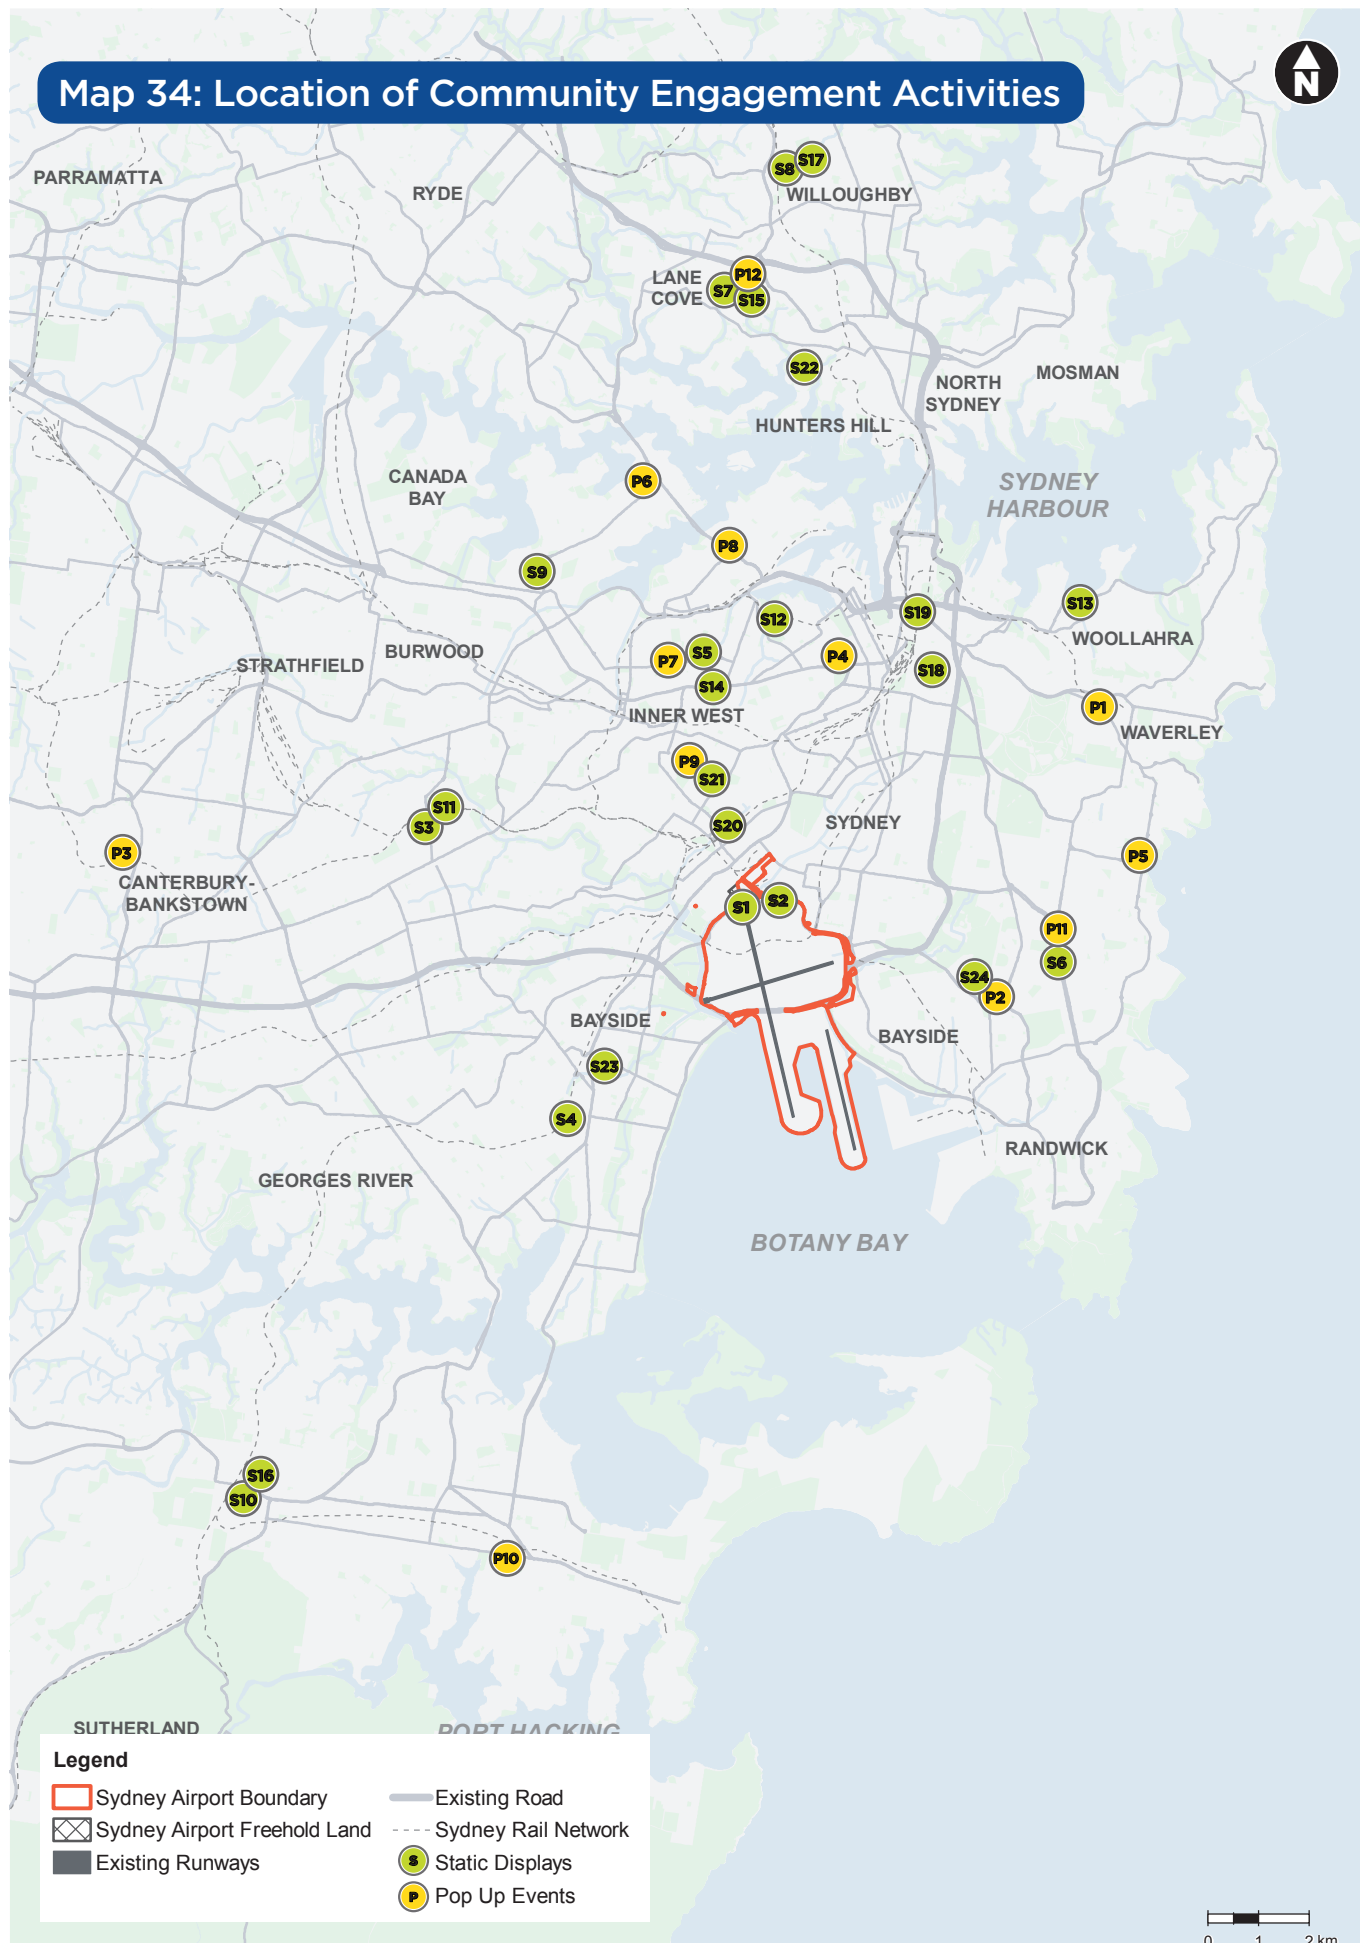 Map 34: Location of Community Engagement Activities
N
PARRAMATTA
RYDE
S8
S17
WILLOUGHBY
LANE
COVE
P12
S7
S15
S22
NORTH
SYDNEY
MOSMAN
HUNTERS HILL
CANADA
BAY
P6
SYDNEY
HARBOUR
P8
S9
S12
S19
S13
WOOLLAHRA
STRATHFIELD
BURWOOD
P7
S5
P4
S18
S14
INNER WEST
P1
WAVERLEY
P9
S21
S11
S3
S20
SYDNEY
P3
CANTERBURY-
BANKSTOWN
P5
S1
S2
P11
S6
S24
P2
BAYSIDE
BAYSIDE
S23
S4
RANDWICK
GEORGES RIVER
BOTANY BAY
S16
S10
P10
SUTHERLAND
PORT HACKING
Legend
Sydney Airport Boundary
Sydney Airport Freehold Land
Existing Runways
Existing Road
Sydney Rail Network
S Static Displays
P Pop Up Events
0 1 2 km